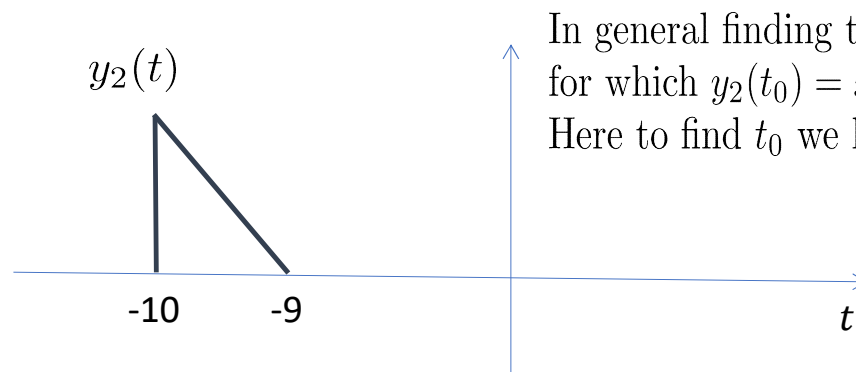 In general finding t
for which y₂(t₀) =
Here to find t₀ we
y₂(t)
-10 -9
t